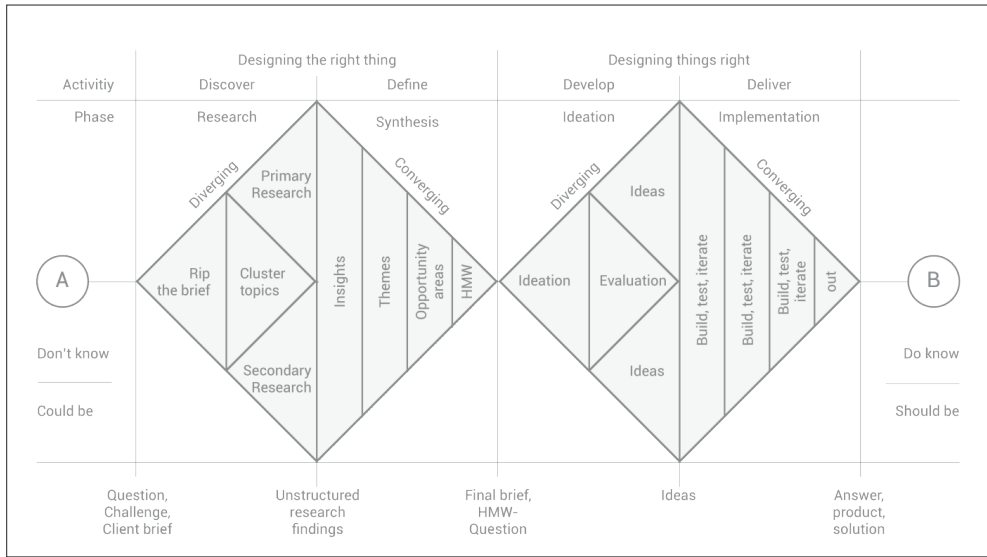 Designing the right thing
Designing things right
Activitiy
Discover
Define
Develop
Deliver
Phase
Research
Synthesis
Ideation
Implementation
Diverging
Converging
Diverging
Converging
Primary
Research
Rip
the brief
Cluster
topics
Secondary
Research
Insights
Themes
Opportunity
areas
HMW
Ideas
Ideation
Evaluation
Ideas
Build, test, iterate
Build, test, iterate
Build, test,
iterate
out
A
B
Don't know
Could be
Do know
Should be
Question,
Challenge,
Client brief
Unstructured
research
findings
Final brief,
HMW-
Question
Ideas
Answer,
product,
solution